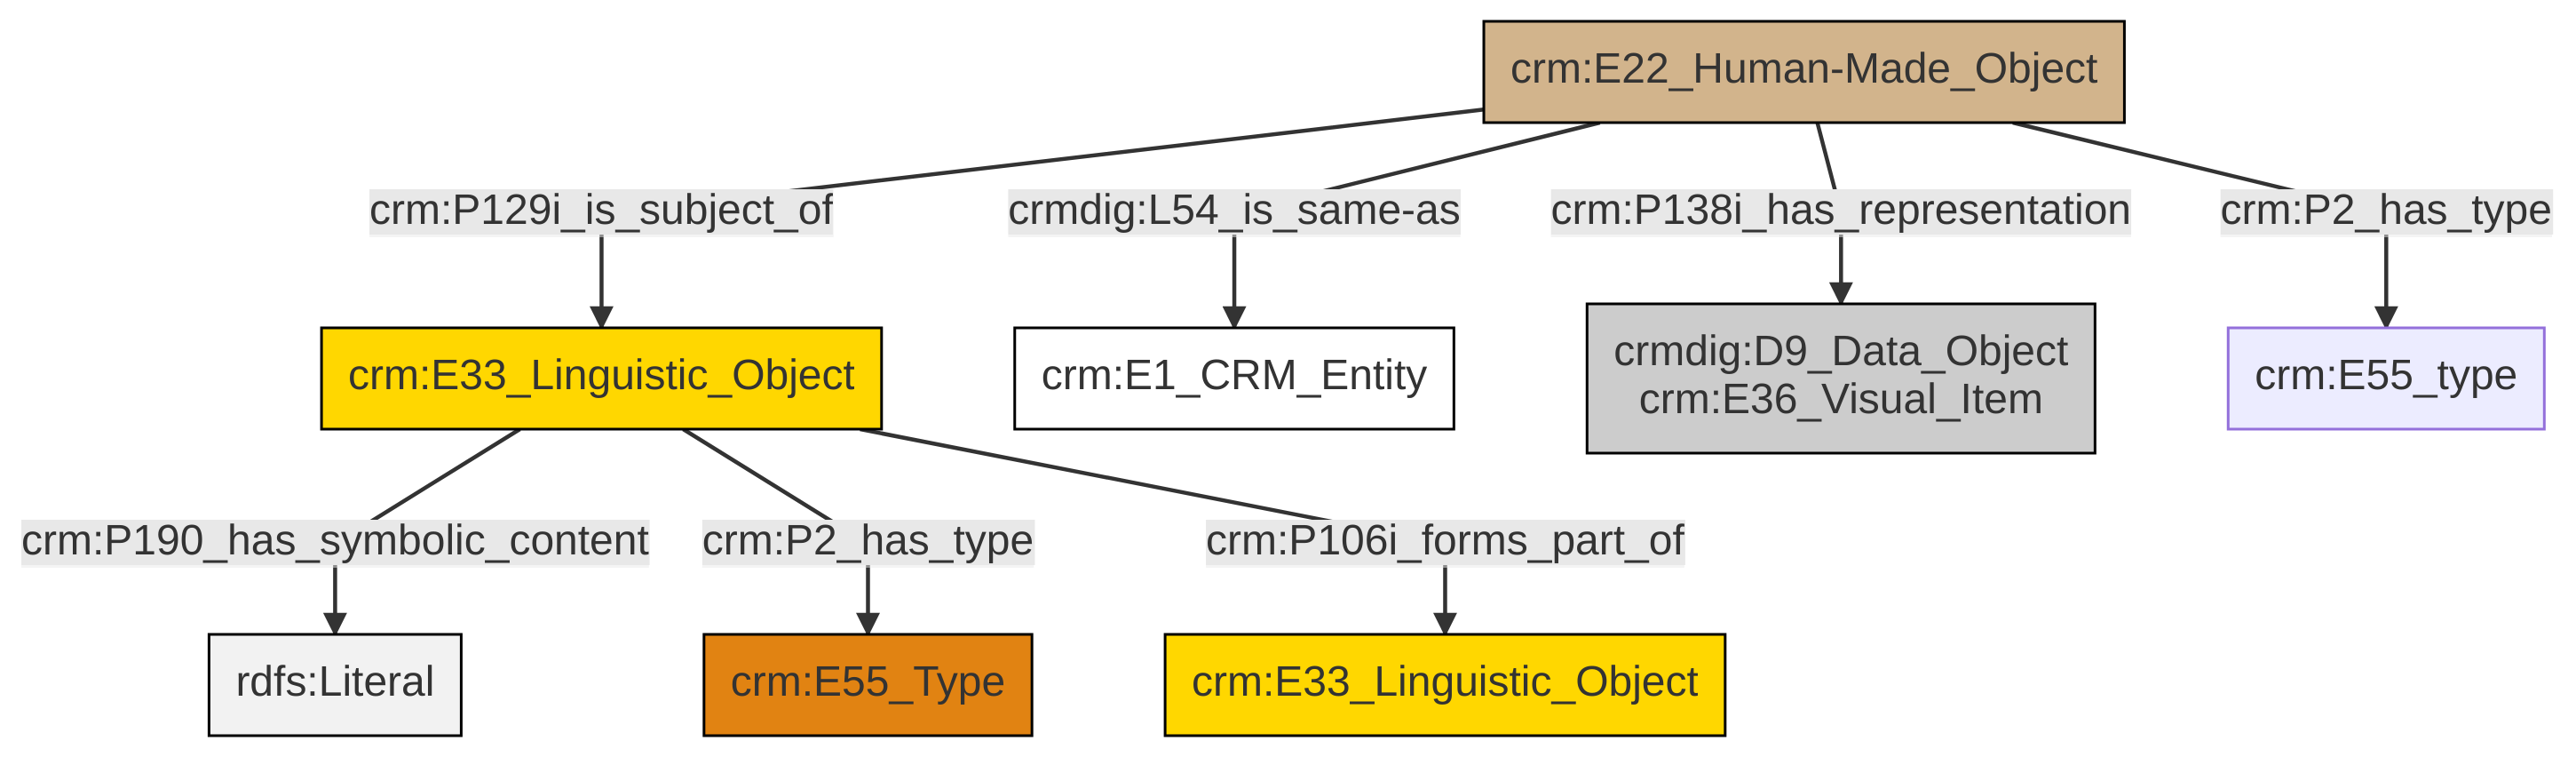 crm:E22_Human-Made_Object
crm:P129i_is_subject_of
crmdig:L54_is_same-as
crm:P138i_has_representation
crm:P2_has_type
crm:E33_Linguistic_Object
crm:E1_CRM_Entity
crmdig:D9_Data_Object
crm:E36_Visual_Item
crm:E55_type
crm:P190_has_symbolic_content
crm:P2_has_type
crm:P106i_forms_part_of
rdfs:Literal
crm:E55_Type
crm:E33_Linguistic_Object